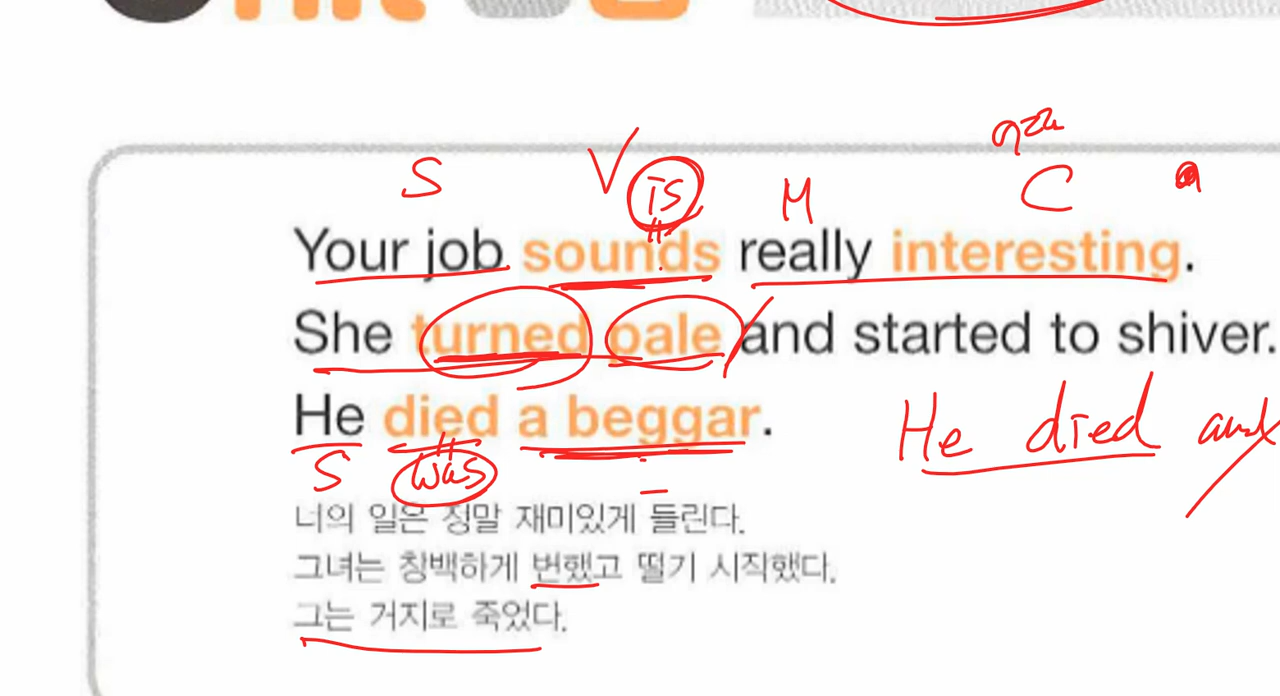 S V is M C
Your job sounds really interesting.
She turned pale and started to shiver.
He died a beggar.
He died and
S was
너의 일은 정말 재미있게 들린다.
그녀는 창백하게 변했고 떨기 시작했다.
그는 거지로 죽었다.